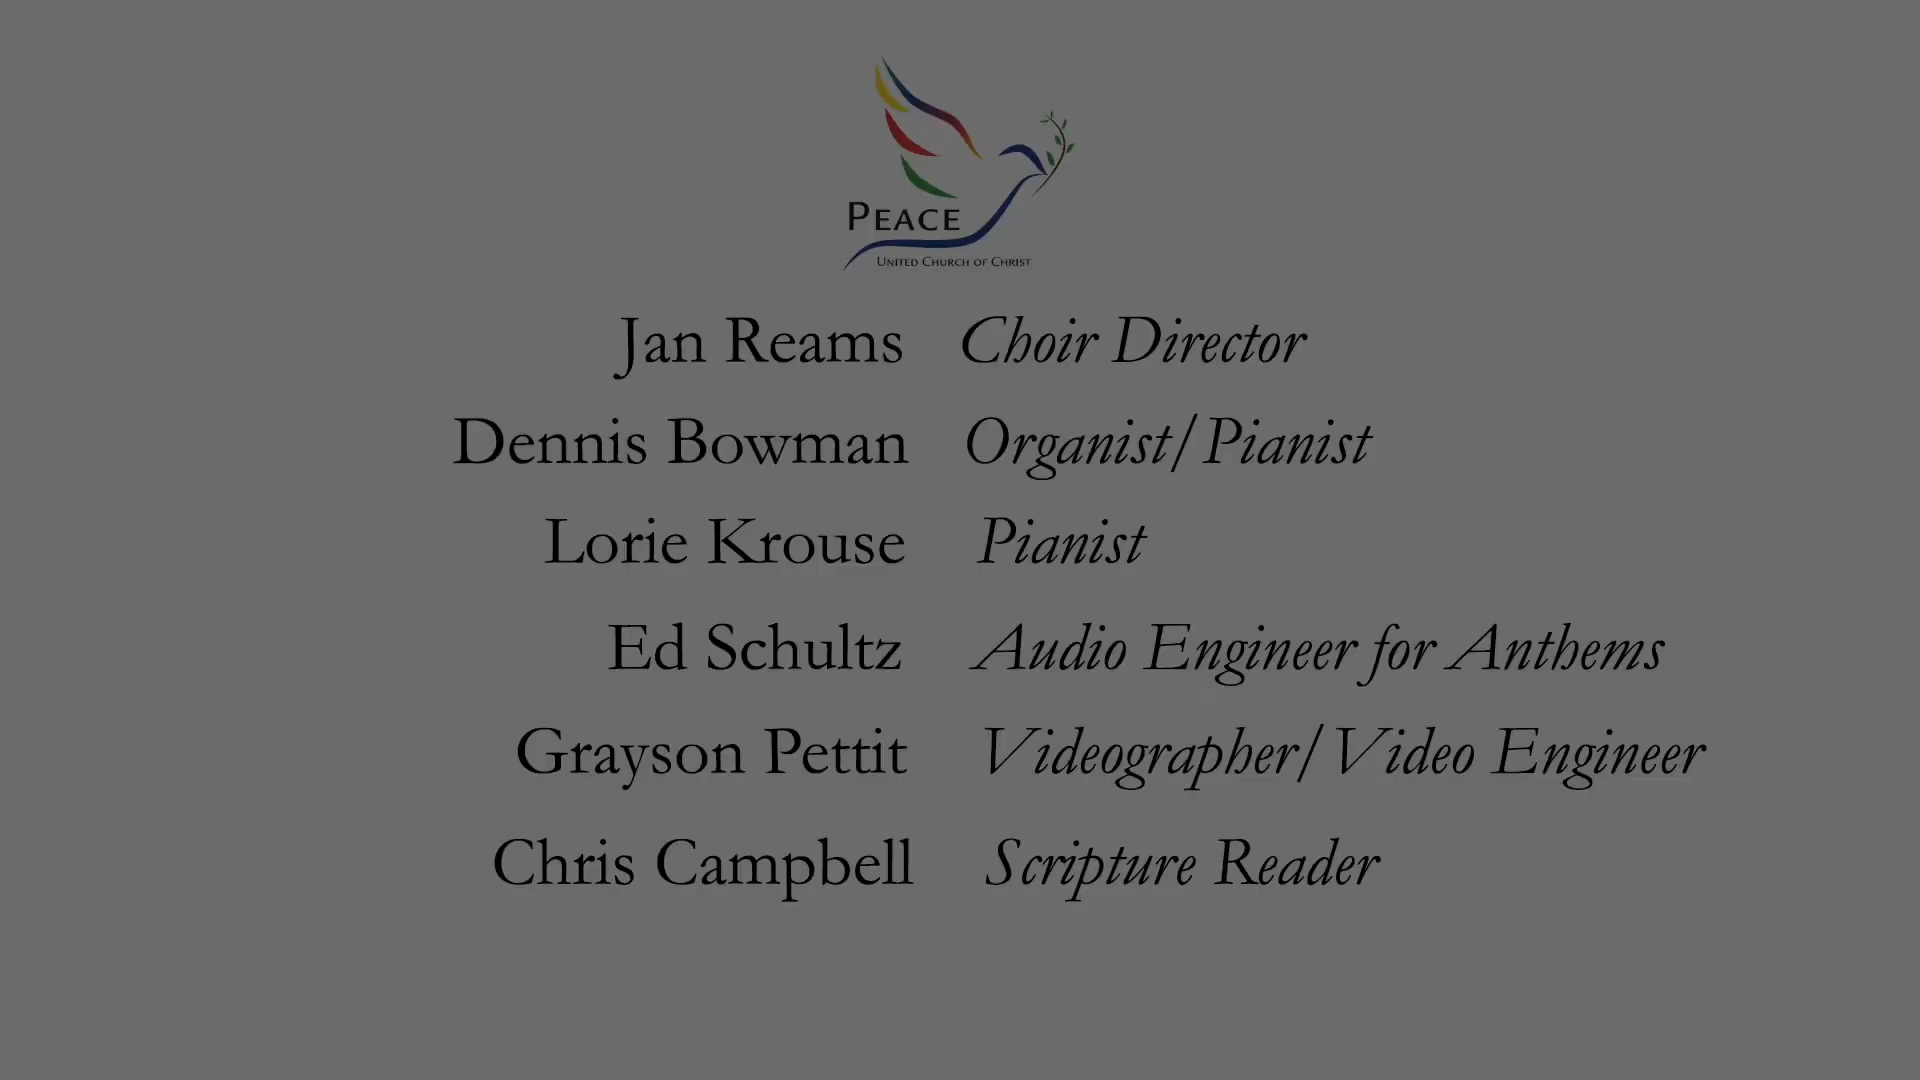 PEACE
UNITED CHURCH OF CHRIST
Jan Reams Choir Director
Dennis Bowman Organist/Pianist
Lorie Krouse Pianist
Ed Schultz Audio Engineer for Anthems
Grayson Pettit Videographer/Video Engineer
Chris Campbell Scripture Reader